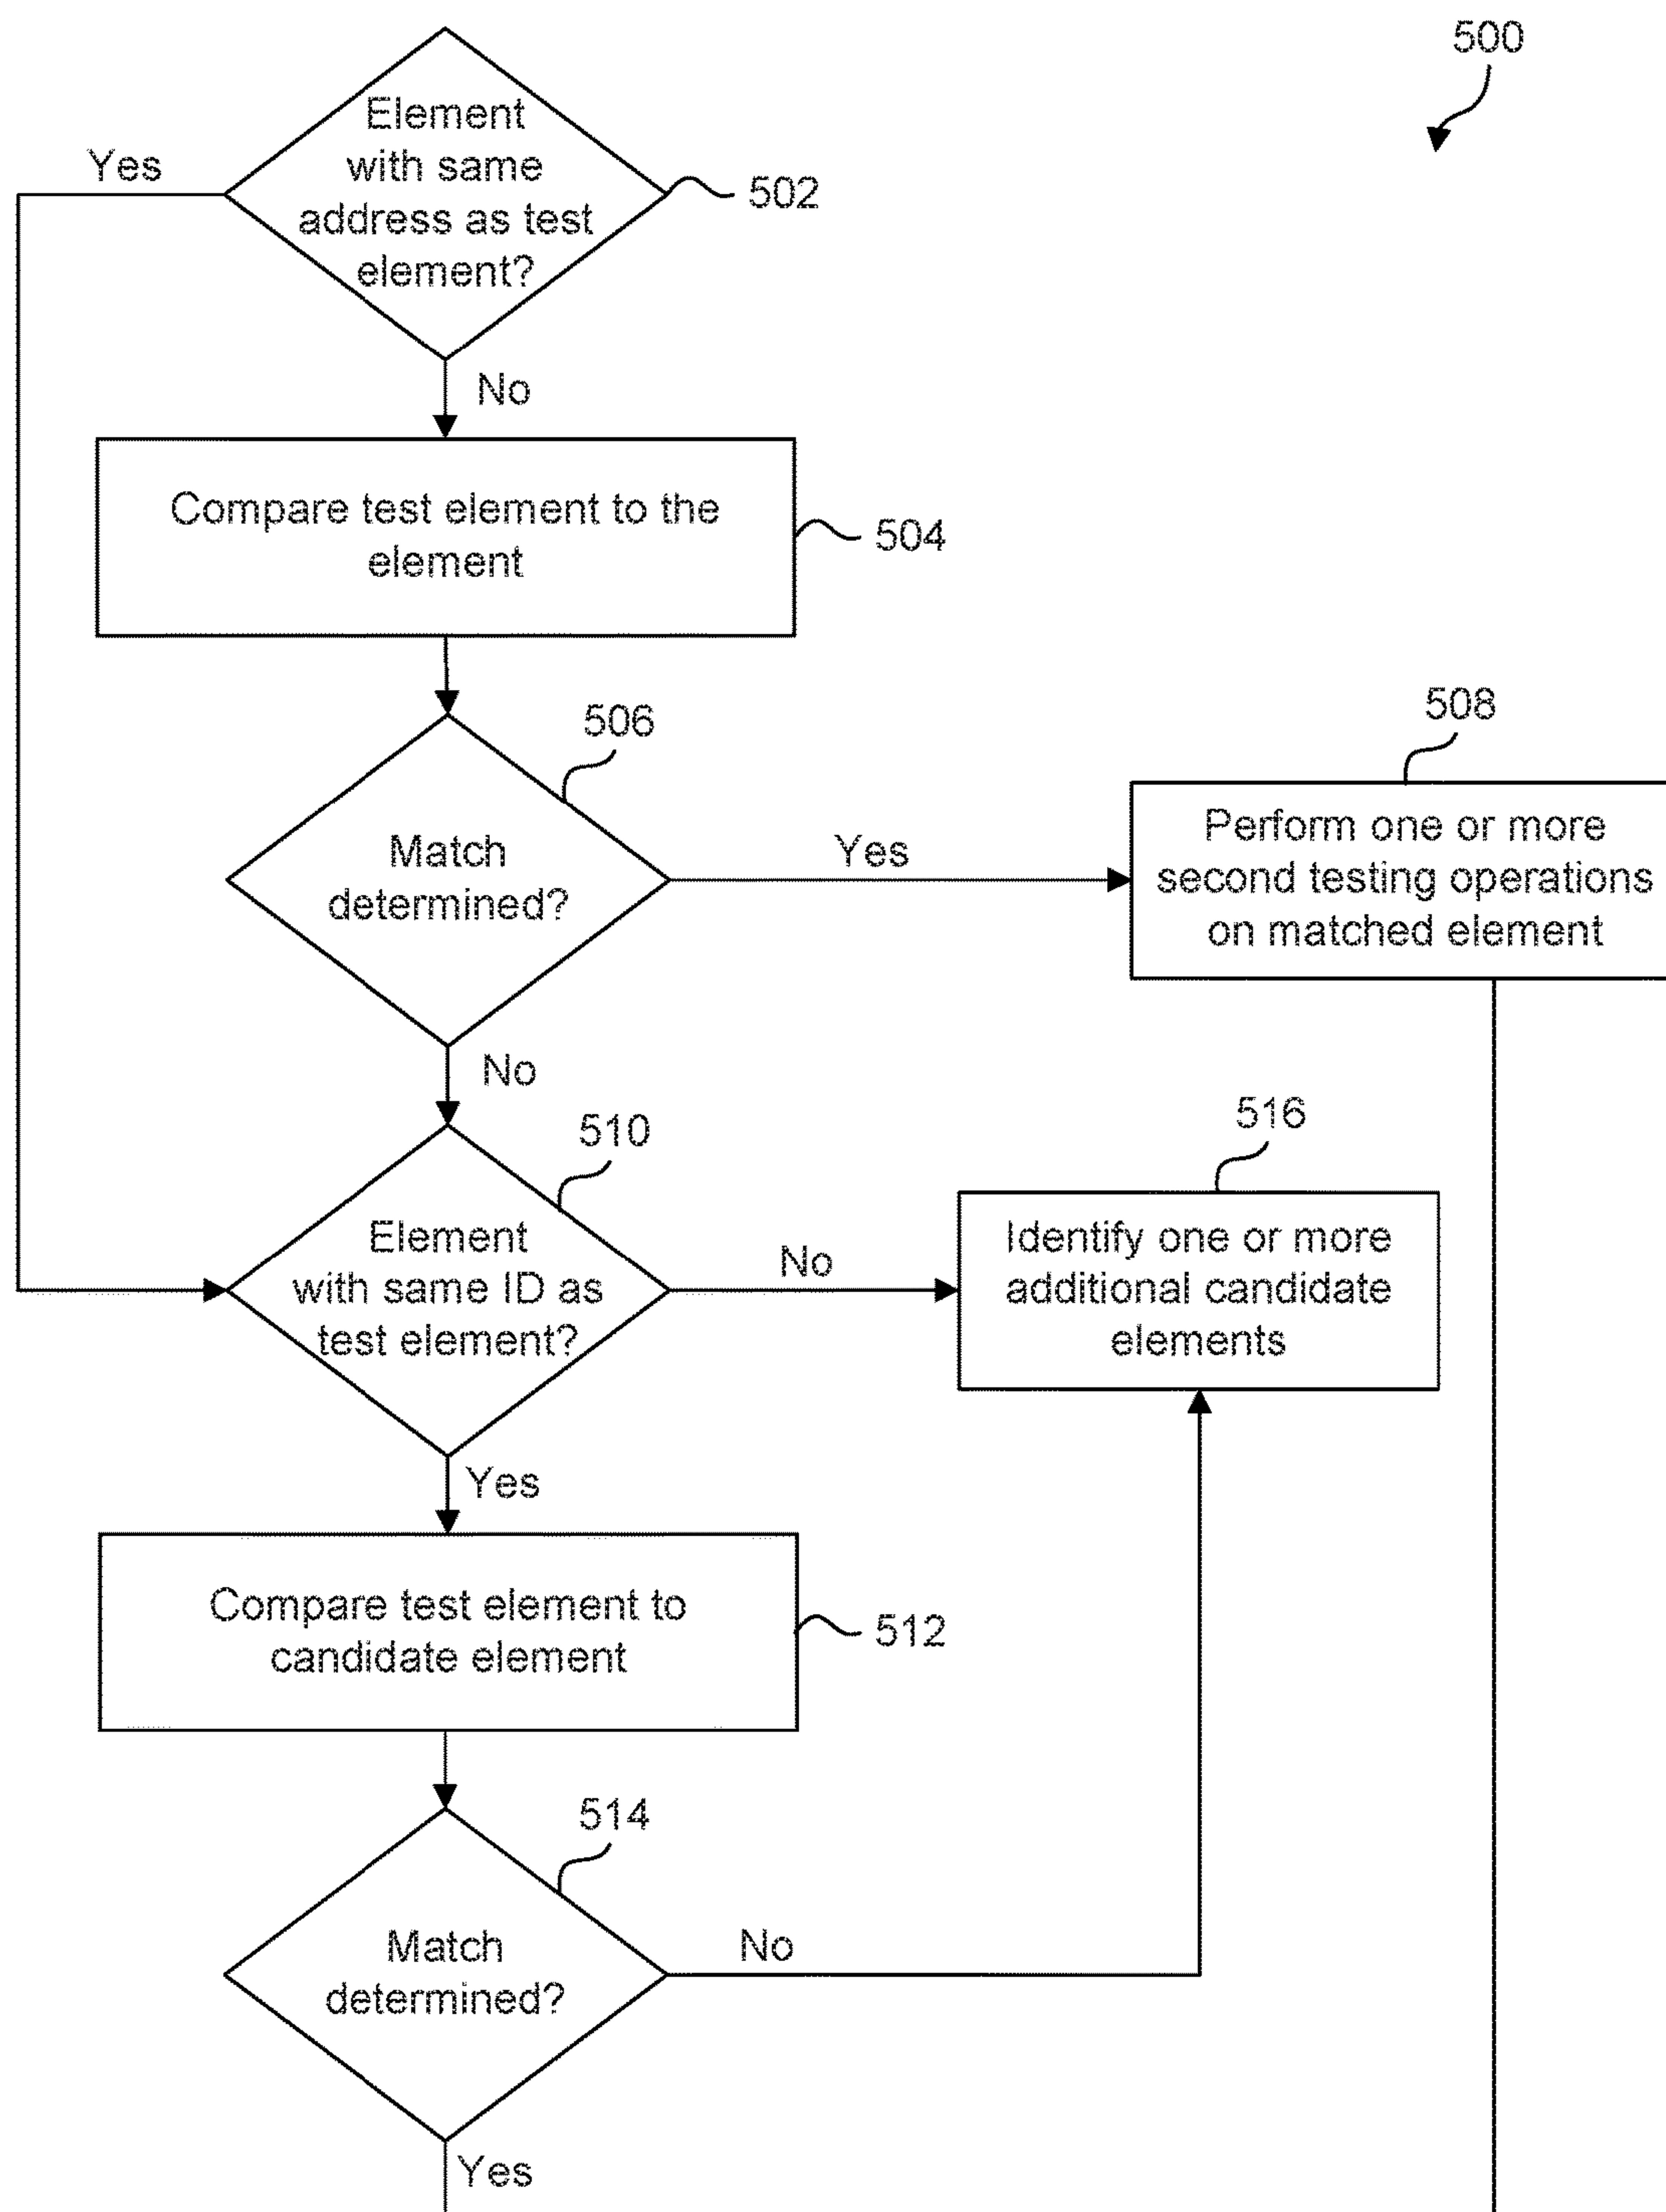 500
Element
with same
address as test
element?
Yes
502
No
Compare test element to the
element
504
506
Match
determined?
Yes
508
Perform one or more
second testing operations
on matched element
No
510
Element
with same ID as
test element?
No
516
Identify one or more
additional candidate
elements
Yes
Compare test element to
candidate element
512
514
Match
determined?
No
Yes